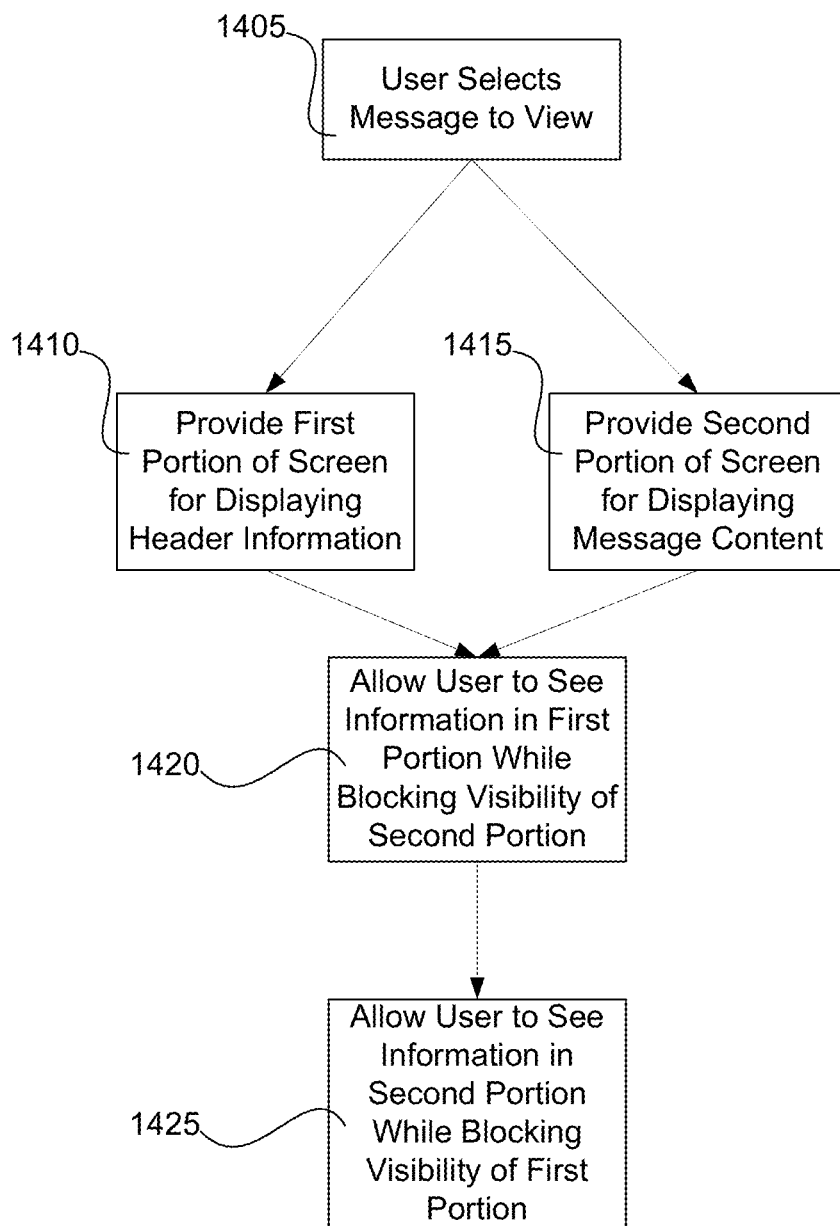 1405
User Selects
Message to View
1410
Provide First
Portion of Screen
for Displaying
Header Information
1415
Provide Second
Portion of Screen
for Displaying
Message Content
1420
Allow User to See
Information in First
Portion While
Blocking Visibility of
Second Portion
1425
Allow User to See
Information in
Second Portion
While Blocking
Visibility of First
Portion